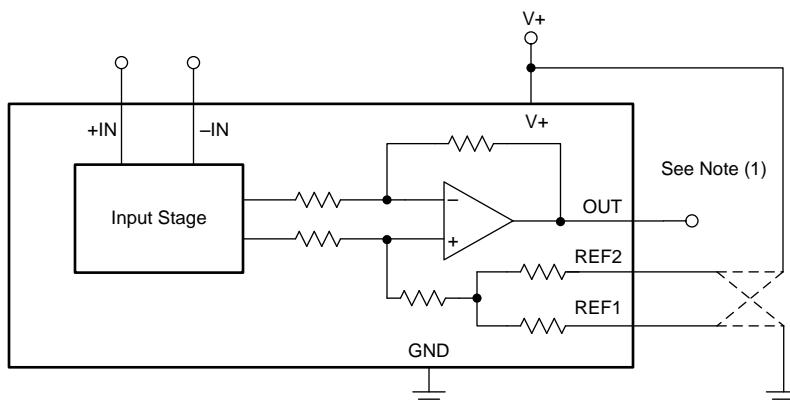 V+
+IN
–IN
V+
See Note (1)
Input Stage
–
+
OUT
REF2
REF1
GND